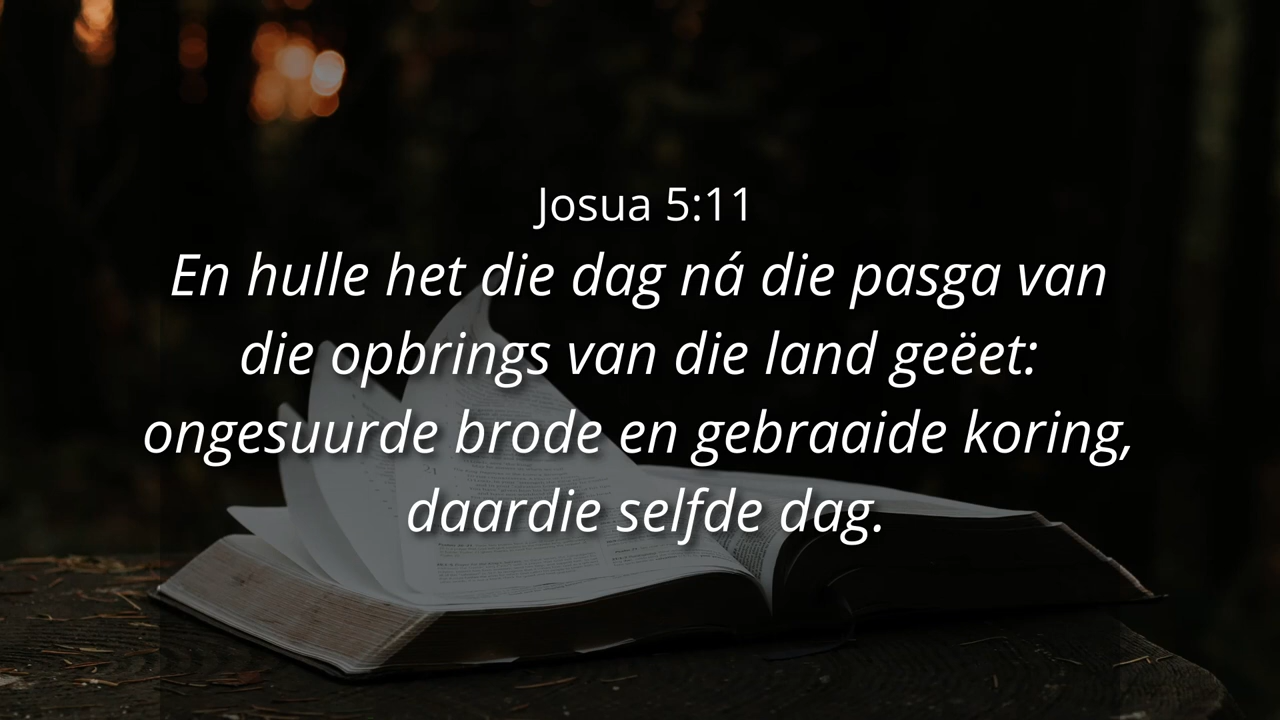 Josua 5:11
En hulle het die dag ná die pasga van
die opbrings van die land geëet:
ongesuurde brode en gebraaide koring,
daardie selfde dag.